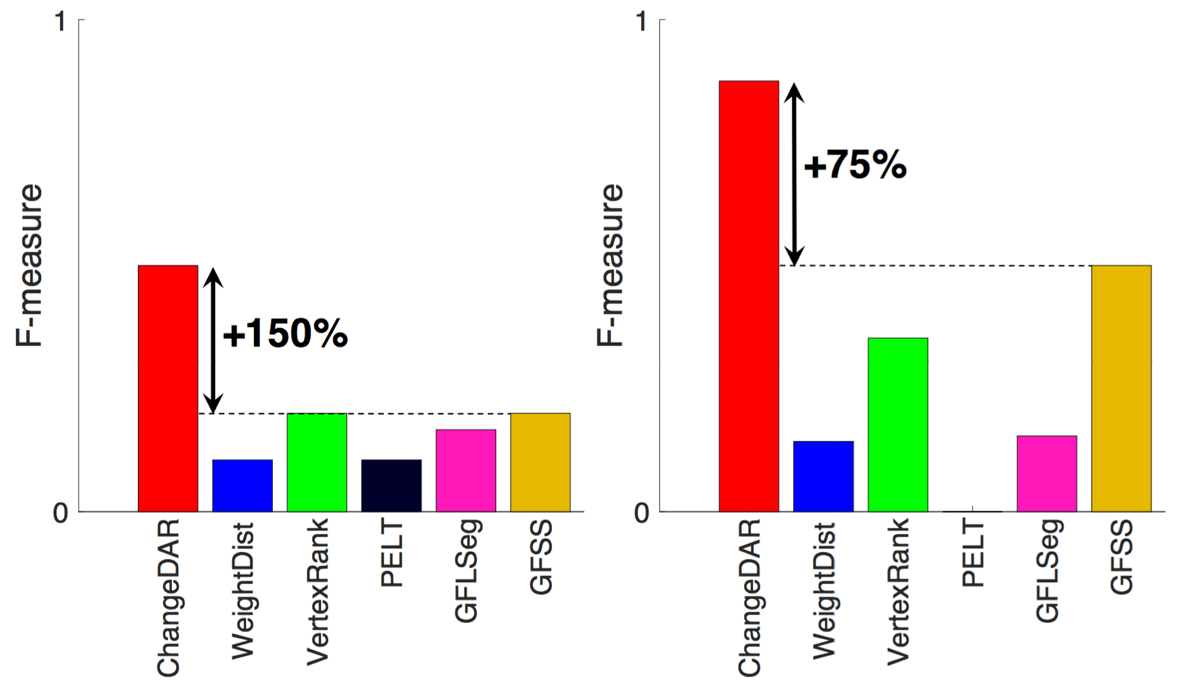 1
F-measure
+150%
0
ChangeDAR
WeightDist
VertexRank
PELT
GFLSeg
GFSS
1
F-measure
+75%
0
ChangeDAR
WeightDist
VertexRank
PELT
GFLSeg
GFSS